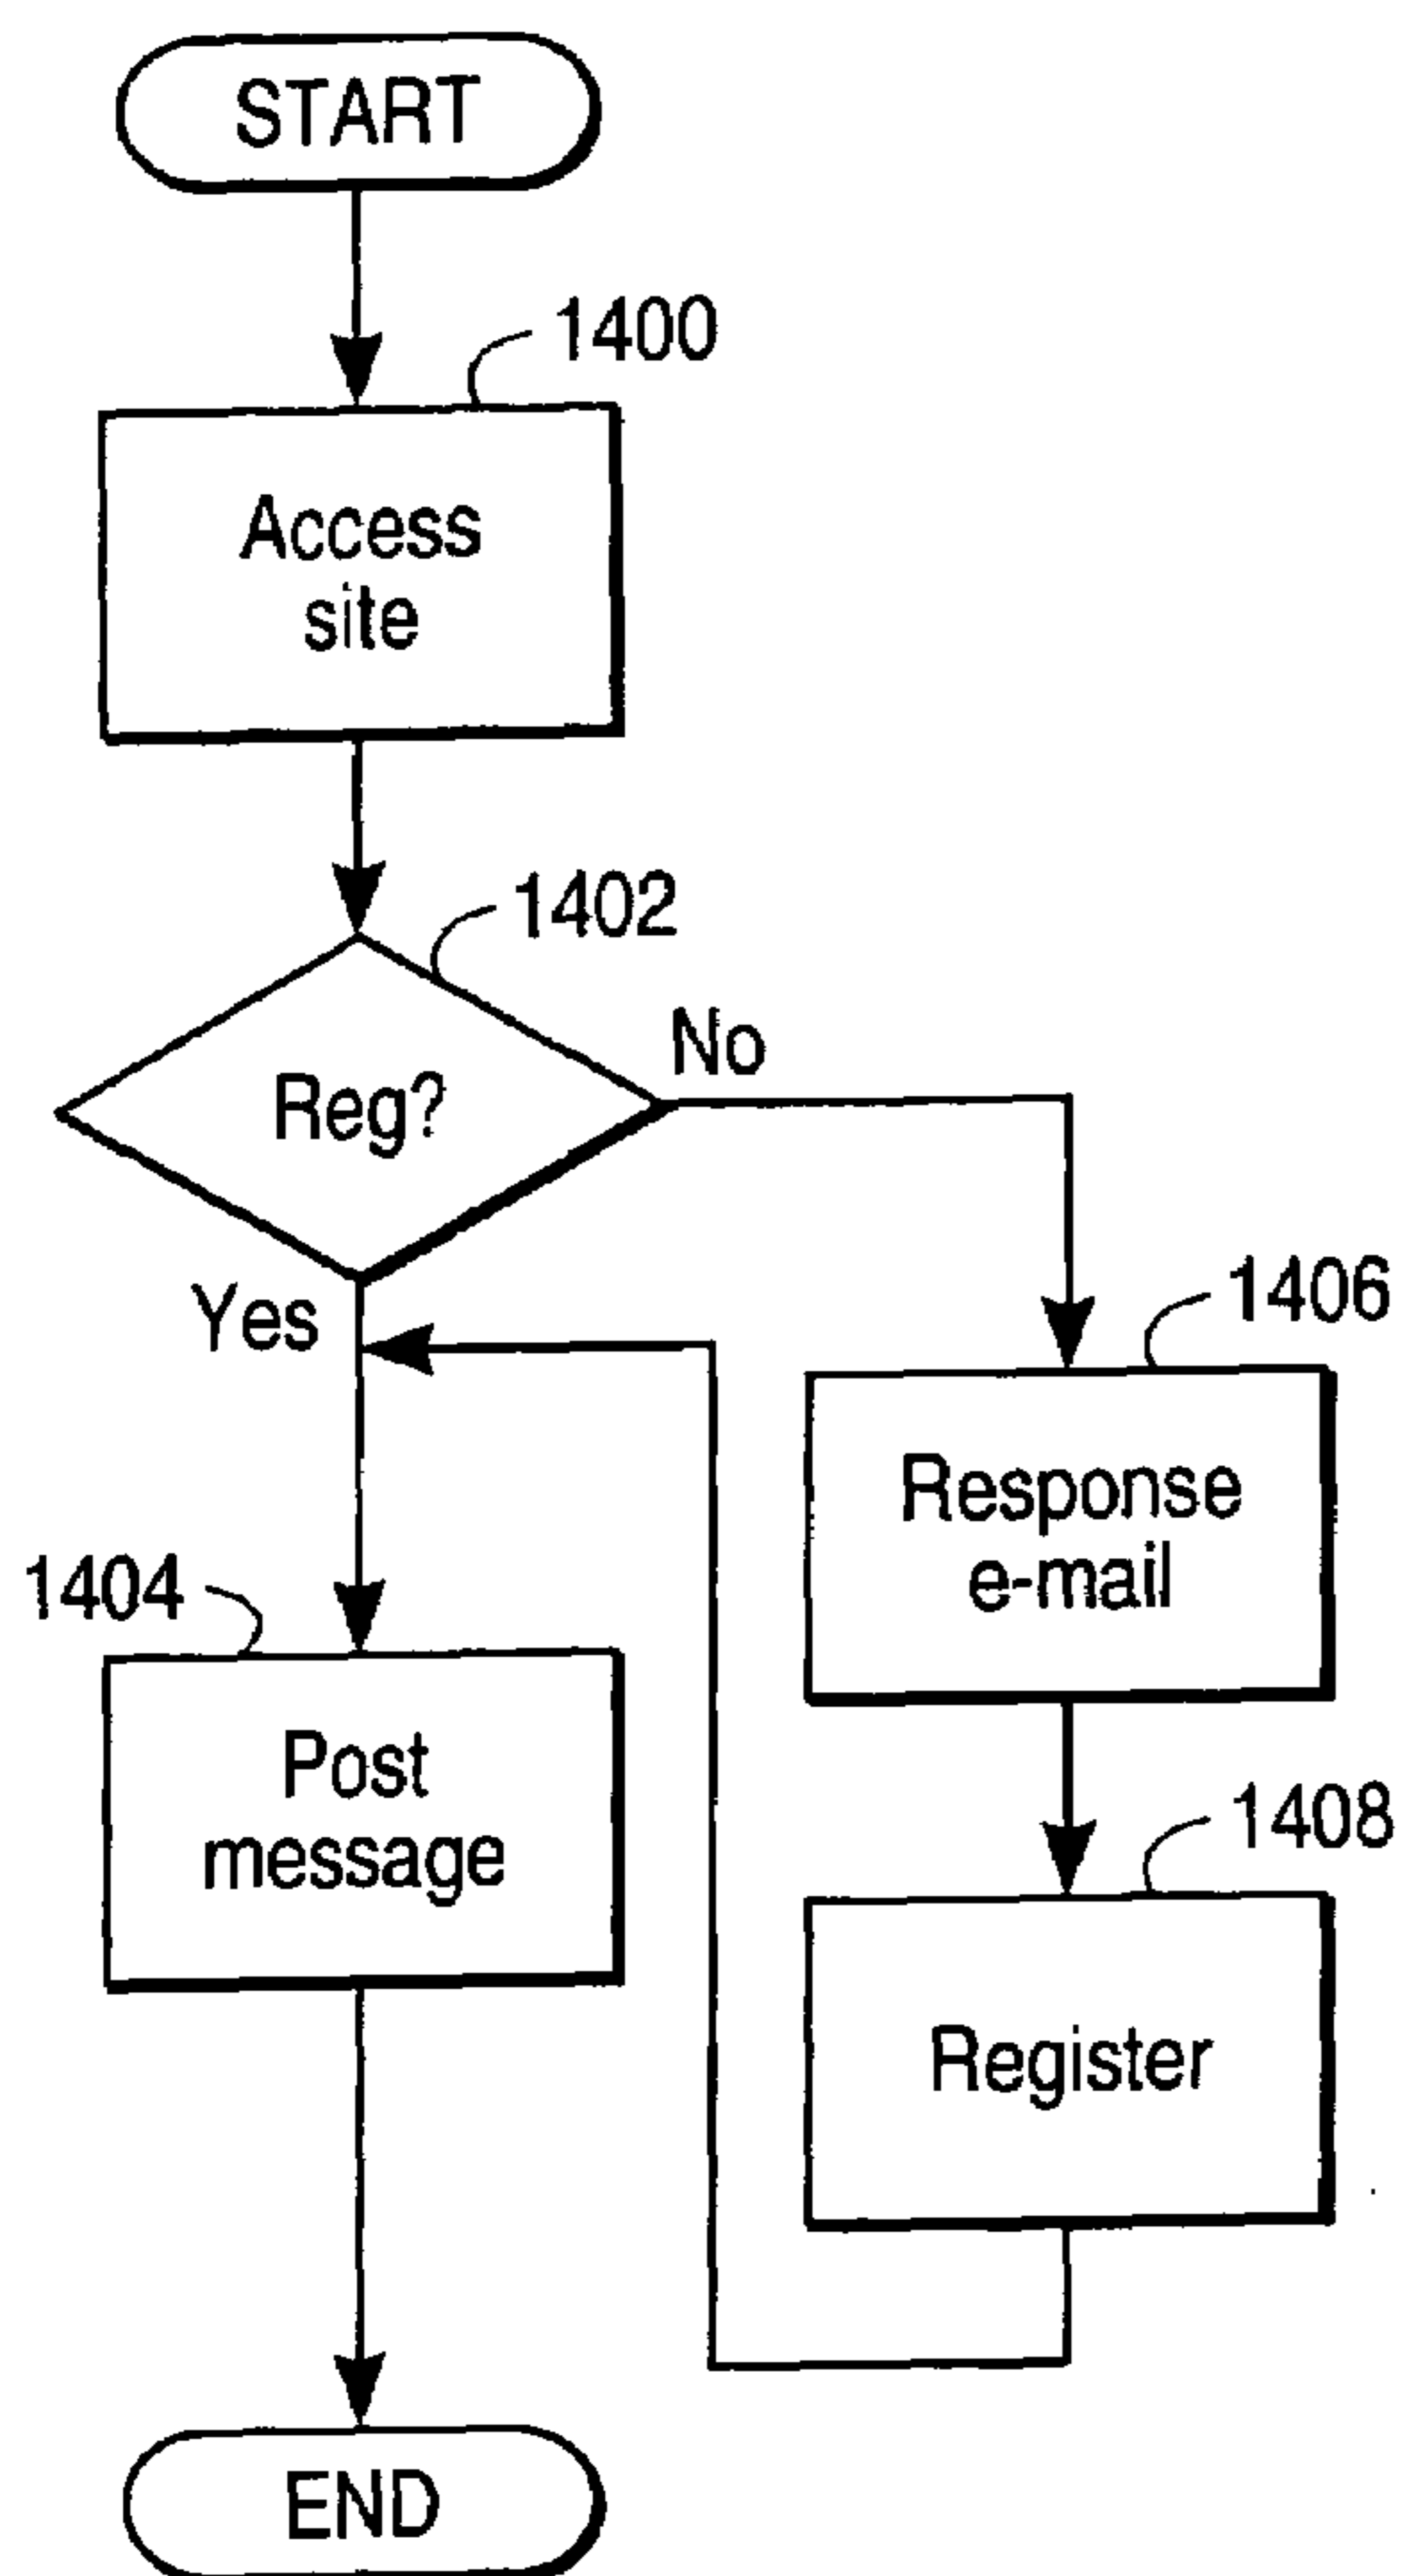 START
1400
Access
site
1402
Reg?
No
Yes
1406
Response
e-mail
1404
Post
message
1408
Register
END